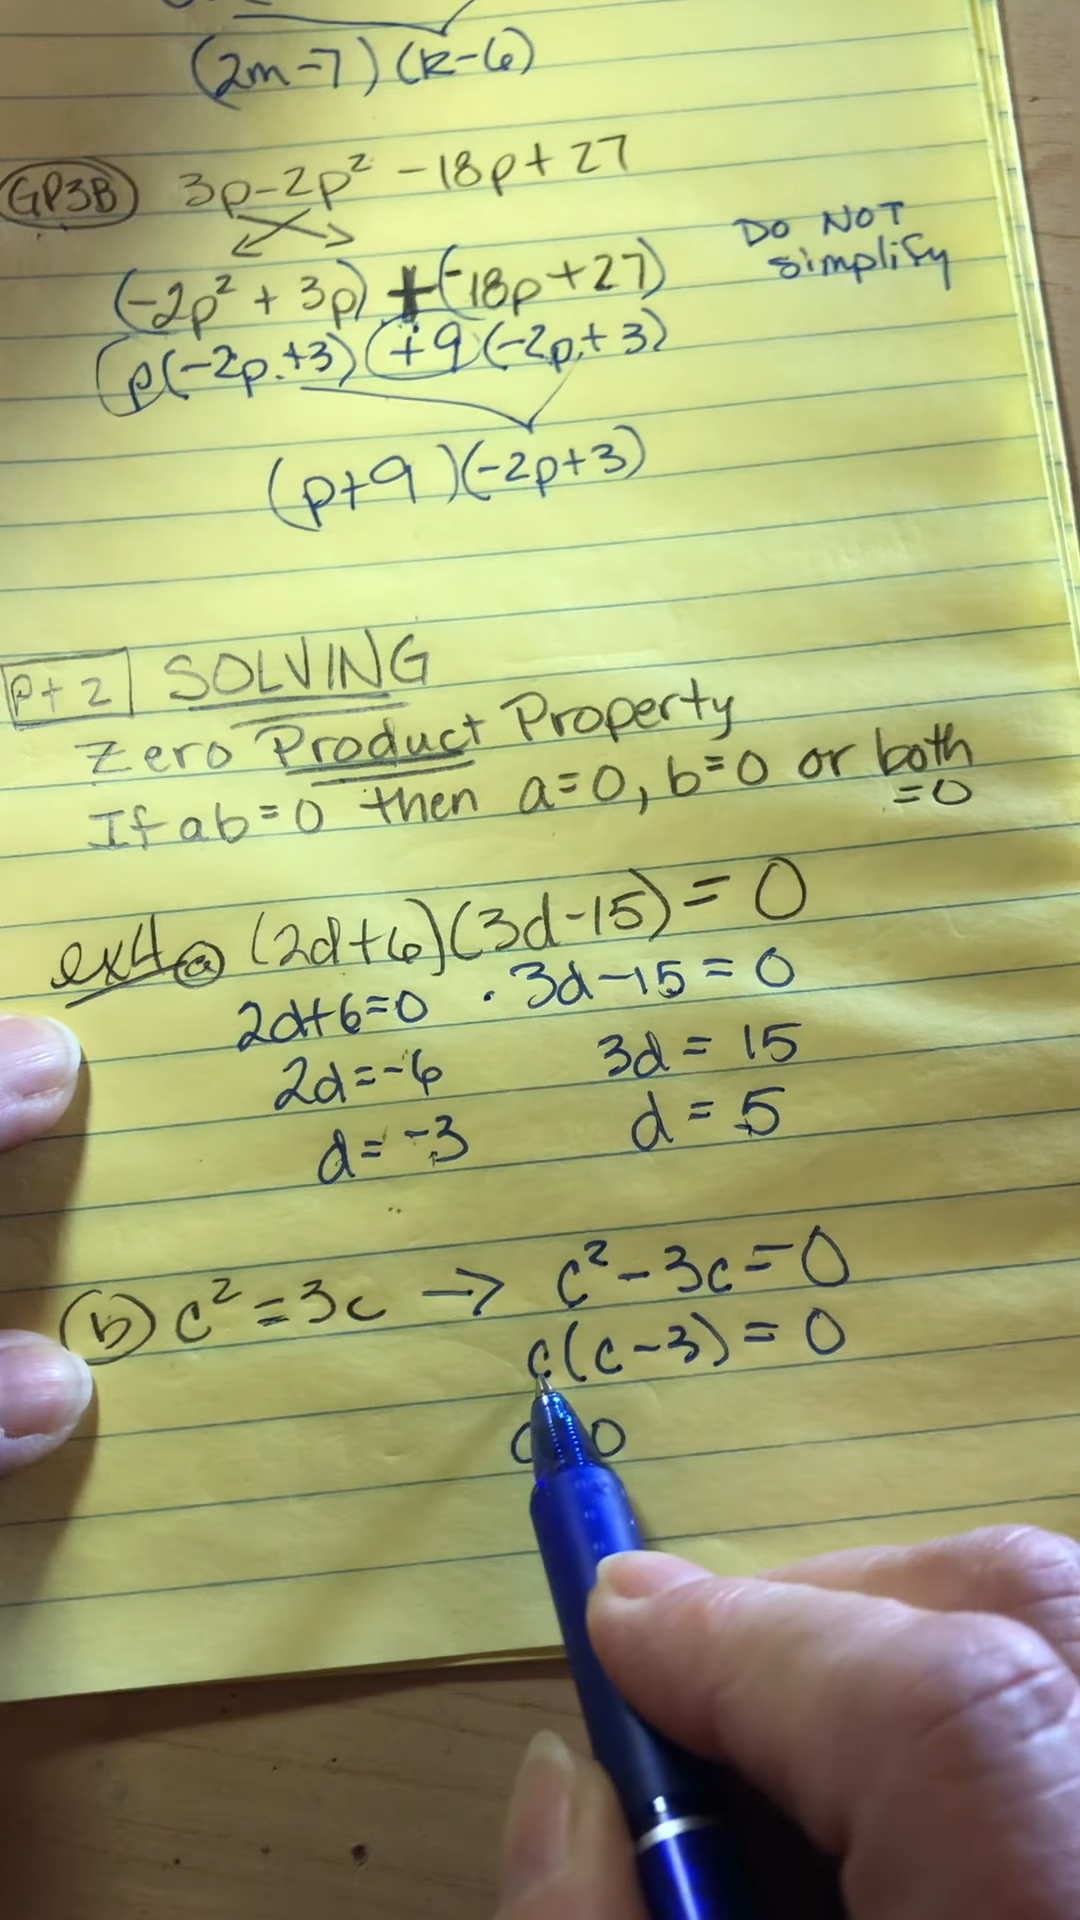 (2m-7)(k-6)
GP3B 3p-2p² -18p+27
Do NOT simplify
(-2p²+3p)+(-18p+27)
p(-2p+3)+9(-2p+3)
(p+9)(-2p+3)
pt 2 SOLVING
Zero Product Property
If ab=0 then a=0, b=0 or both =0
ex4 a (2d+6)(3d-15)=0
2d+6=0 · 3d-15=0
2d=-6 3d=15
d=-3 d=5
b c²=3c → c²-3c=0
c(c-3)=0
0